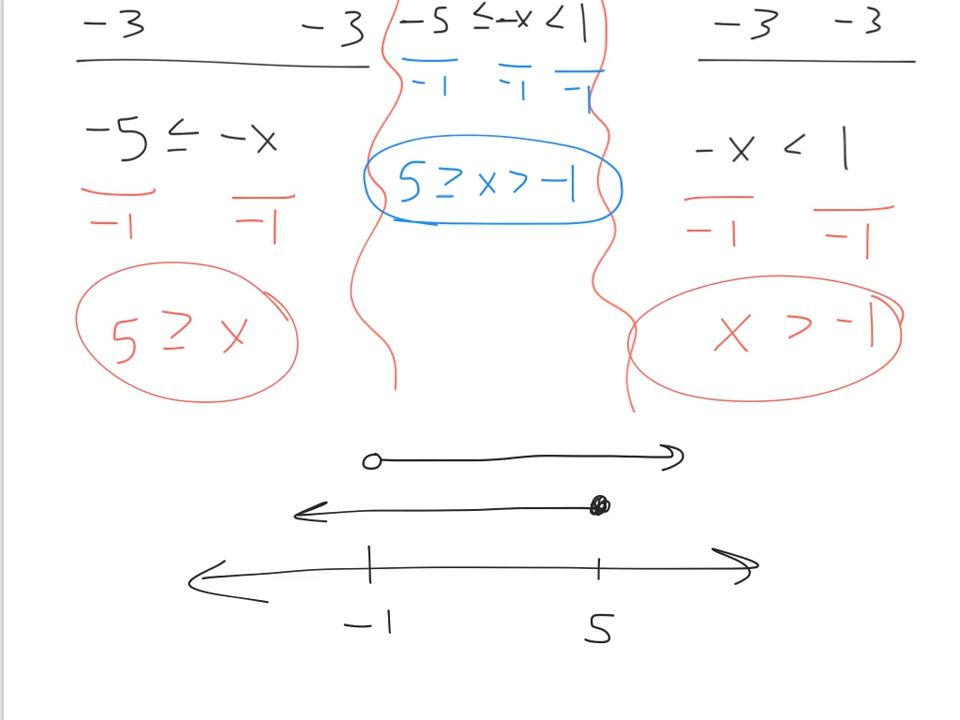 -3 -3 -5 ≤ -x < 1 -3 -3
-1 -1 -1
-5 ≤ -x -x < 1
5 ≥ x > -1
-1 -1 -1 -1
5 ≥ x x > -1
-1 5